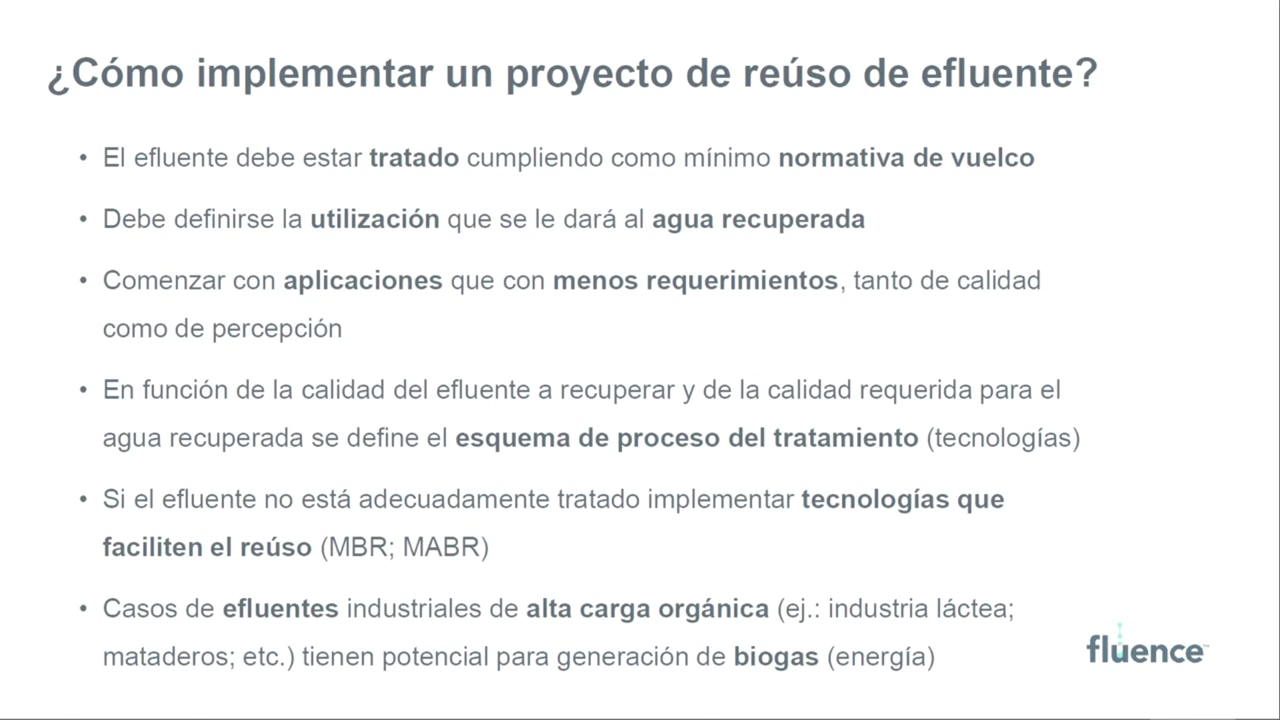 ¿Cómo implementar un proyecto de reúso de efluente?
• El efluente debe estar tratado cumpliendo como mínimo normativa de vuelco
• Debe definirse la utilización que se le dará al agua recuperada
• Comenzar con aplicaciones que con menos requerimientos, tanto de calidad
como de percepción
• En función de la calidad del efluente a recuperar y de la calidad requerida para el
agua recuperada se define el esquema de proceso del tratamiento (tecnologías)
• Si el efluente no está adecuadamente tratado implementar tecnologías que
faciliten el reúso (MBR; MABR)
• Casos de efluentes industriales de alta carga orgánica (ej.: industria láctea;
mataderos; etc.) tienen potencial para generación de biogas (energía)
fluence™